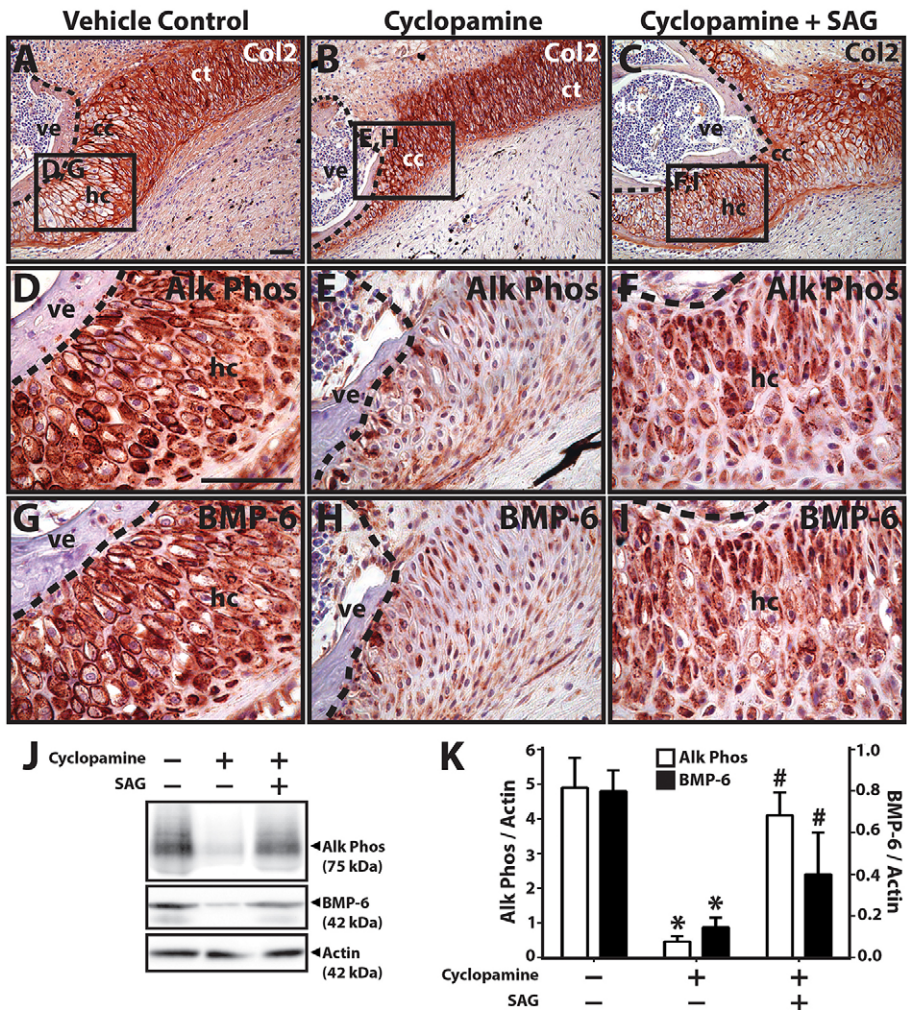 Vehicle Control Cyclopamine Cyclopamine + SAG
A Col2 B Col2 C Col2
ct
ct
dct
ve cc
ve
cc
D,G
hc
E,H
cc
ve
F,I
hc
D Alk Phos E Alk Phos F Alk Phos
ve
hc
ve
hc
G BMP-6 H BMP-6 I BMP-6
ve
hc
ve
hc
J
Cyclopamine − + +
SAG − − +
Alk Phos
(75 kDa)
BMP-6
(42 kDa)
Actin
(42 kDa)
K
Alk Phos / Actin
6
5
4
3
2
1
0
Alk Phos
BMP-6
* *
# #
1.0
0.8
0.6
0.4
0.2
0.0
BMP-6 / Actin
Cyclopamine − + +
SAG − − +